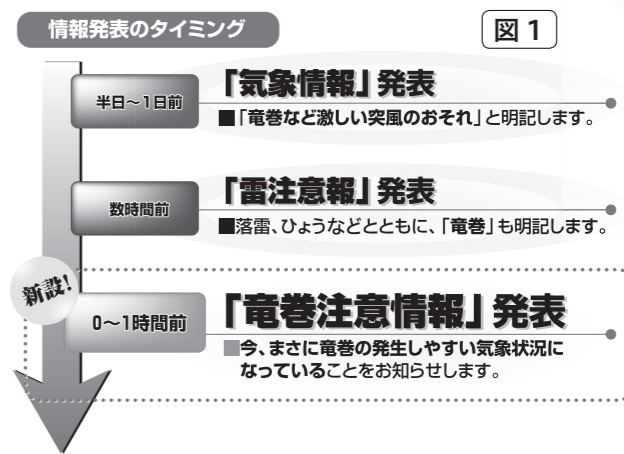 情報発表のタイミング
図1
半日〜1日前
「気象情報」発表
■「竜巻など激しい突風のおそれ」と明記します。
数時間前
「雷注意報」発表
■落雷、ひょうなどとともに、「竜巻」も明記します。
新設!
0〜1時間前
「竜巻注意情報」発表
■今、まさに竜巻の発生しやすい気象状況に
なっていることをお知らせします。